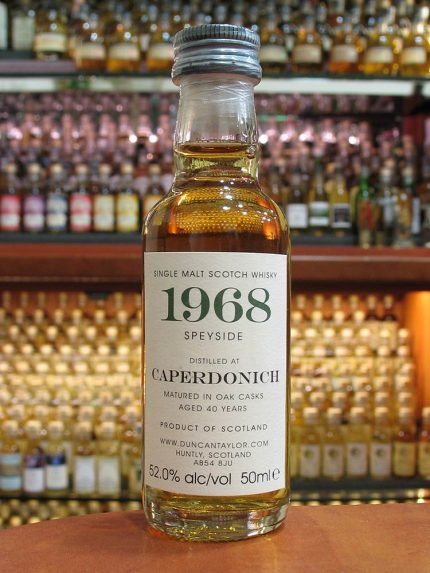 SINGLE MALT SCOTCH WHISKY
1968
SPEYSIDE
DISTILLED AT
CAPERDONICH
MATURED IN OAK CASKS
AGED 40 YEARS
PRODUCT OF SCOTLAND
WWW.DUNCANTAYLOR.COM
HUNTLY, SCOTLAND
AB54 8JU
52.0% alc/vol 50ml e